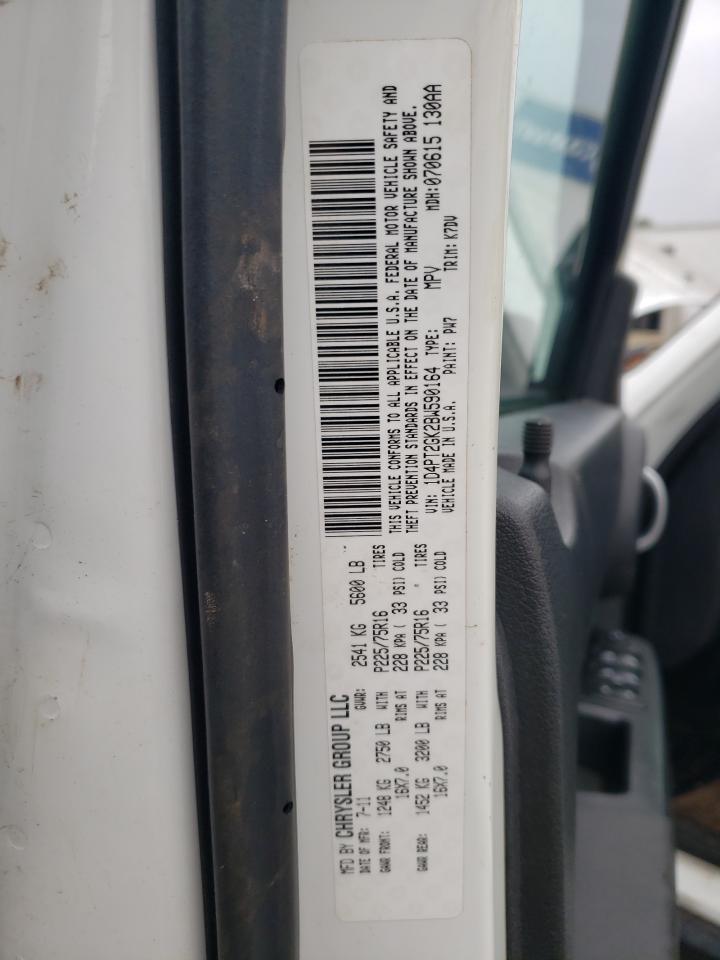 MFD BY CHRYSLER GROUP LLC
DATE OF MFR: 7-11 GVWR: 2541 KG 5600 LB
GAWR FRONT: 1248 KG 2750 LB WITH P225/75R16 TIRES
16X7.0 RIMS AT 228 KPA ( 33 PSI) COLD
GAWR REAR: 1452 KG 3200 LB WITH P225/75R16 " TIRES
16X7.0 RIMS AT 228 KPA ( 33 PSI) COLD
THIS VEHICLE CONFORMS TO ALL APPLICABLE U.S.A. FEDERAL MOTOR VEHICLE SAFETY AND
THEFT PREVENTION STANDARDS IN EFFECT ON THE DATE OF MANUFACTURE SHOWN ABOVE.
VIN: 1D4PT2GK2BW590164 TYPE: MPV MDH:070615 130AA
VEHICLE MADE IN U.S.A. PAINT: PW7 TRIM: K7DV